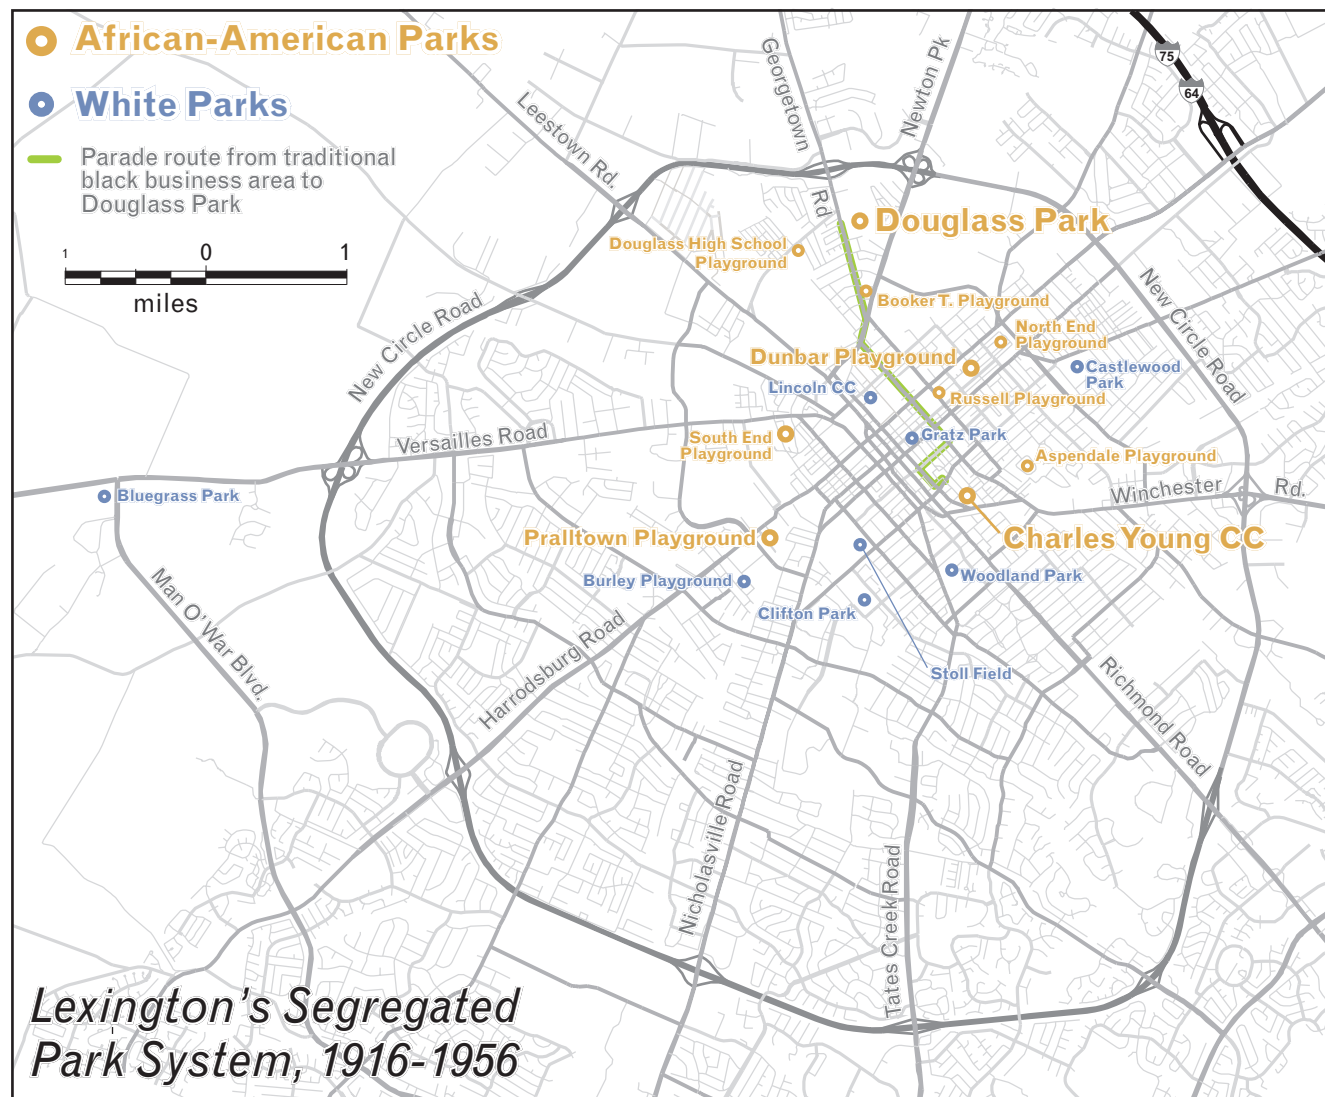 African-American Parks
White Parks
Parade route from traditional
black business area to
Douglass Park
1 0 1
miles
Georgetown
Rd
Newton Pk
Leestown Rd.
75
64
Douglass Park
Douglass High School
Playground
Booker T. Playground
North End
Playground
New Circle Road
New Circle Road
Dunbar Playground
Castlewood
Park
Lincoln CC
Russell Playground
Versailles Road
South End
Playground
Gratz Park
Aspendale Playground
Bluegrass Park
Winchester
Rd.
Pralltown Playground
Charles Young CC
Burley Playground
Woodland Park
Clifton Park
Man O' War Blvd.
Harrodsburg Road
Stoll Field
Richmond Road
Nicholasville Road
Tates Creek Road
Lexington's Segregated
Park System, 1916-1956